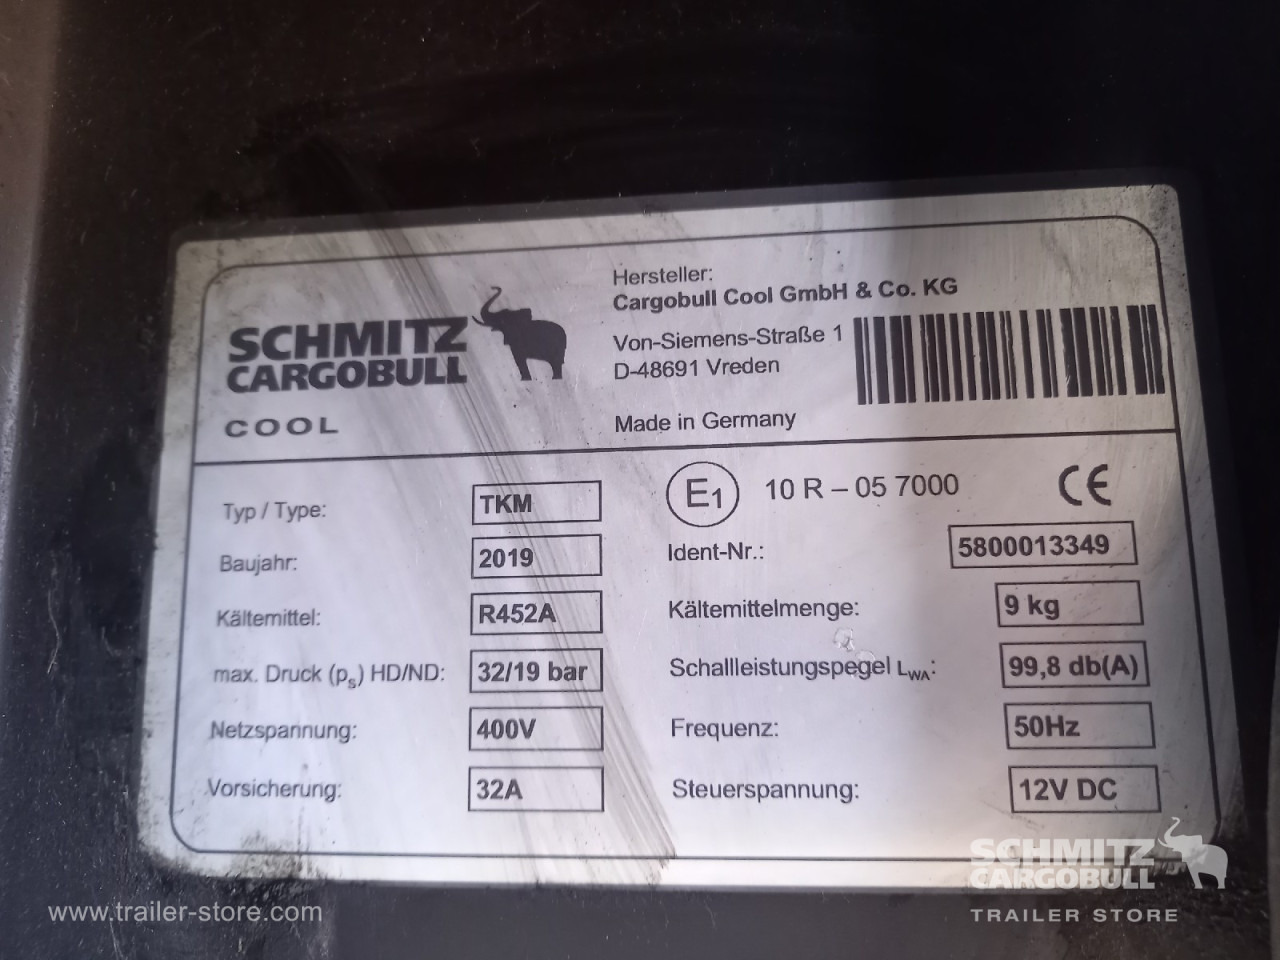 SCHMITZ
CARGOBULL
COOL
Hersteller:
Cargobull Cool GmbH & Co. KG
Von-Siemens-Straße 1
D-48691 Vreden
Made in Germany
E1 10 R – 05 7000 CE
Typ / Type: TKM
Ident-Nr.: 5800013349
Baujahr: 2019
Kältemittel: R452A
Kältemittelmenge: 9 kg
max. Druck (ps) HD/ND: 32/19 bar
Schallleistungspegel LWA: 99,8 db(A)
Netzspannung: 400V
Frequenz: 50Hz
Vorsicherung: 32A
Steuerspannung: 12V DC
SCHMITZ
CARGOBULL
TRAILER STORE
www.trailer-store.com